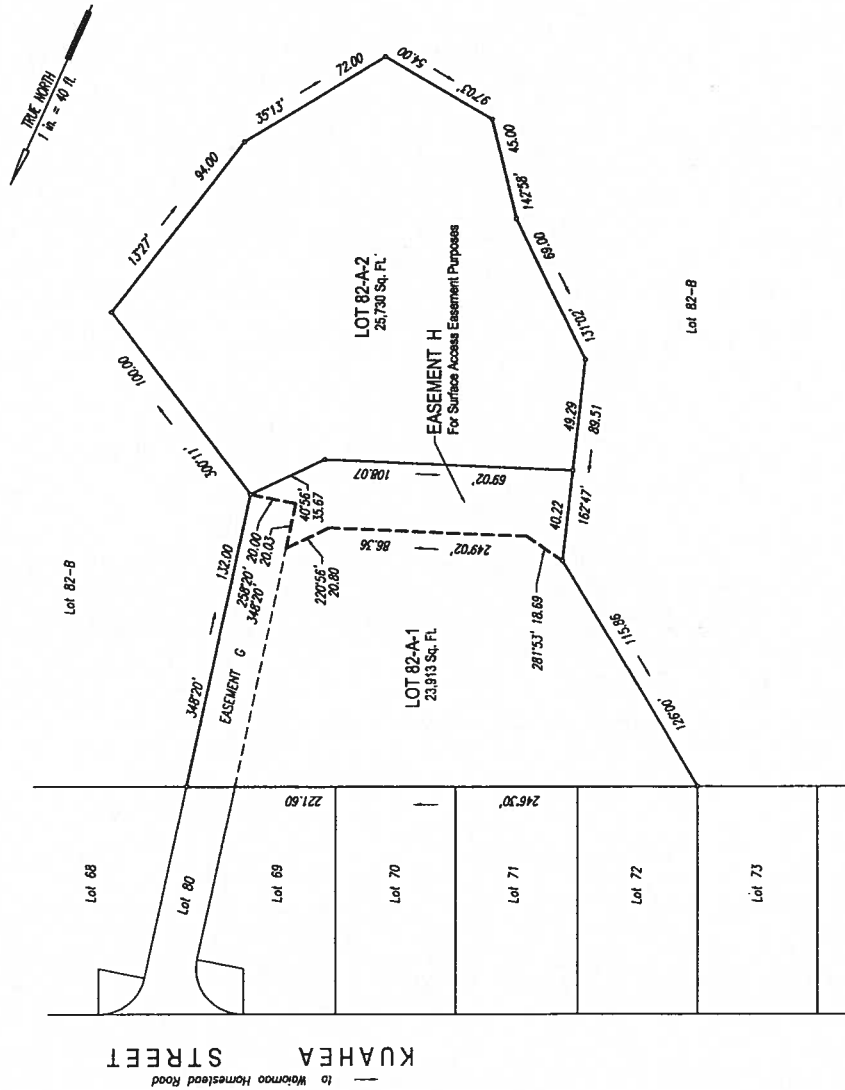 TRUE NORTH
1 in. = 40 ft.
35°13'
72.00
54.00
97°03'
94.00
13°27'
45.00
142°58'
69.00
131°02'
LOT 82-A-2
25,730 Sq. Ft.
Lot 82-B
100.00
300°11'
EASEMENT H
For Surface Access Easement Purposes
49.29
89.51
108.07
69°02'
40°56'
35.67
40.22
162°47'
Lot 82-B
132.00
348°20'
258°20' 20.00
348°20' 20.03
EASEMENT G
220°56'
20.80
86.36
249°02'
281°53' 18.69
LOT 82-A-1
23,913 Sq. Ft.
115.86
126°00'
221.60
246°30'
Lot 68
Lot 80
Lot 69
Lot 70
Lot 71
Lot 72
Lot 73
KUAHEA STREET
to Waiomao Homestead Road